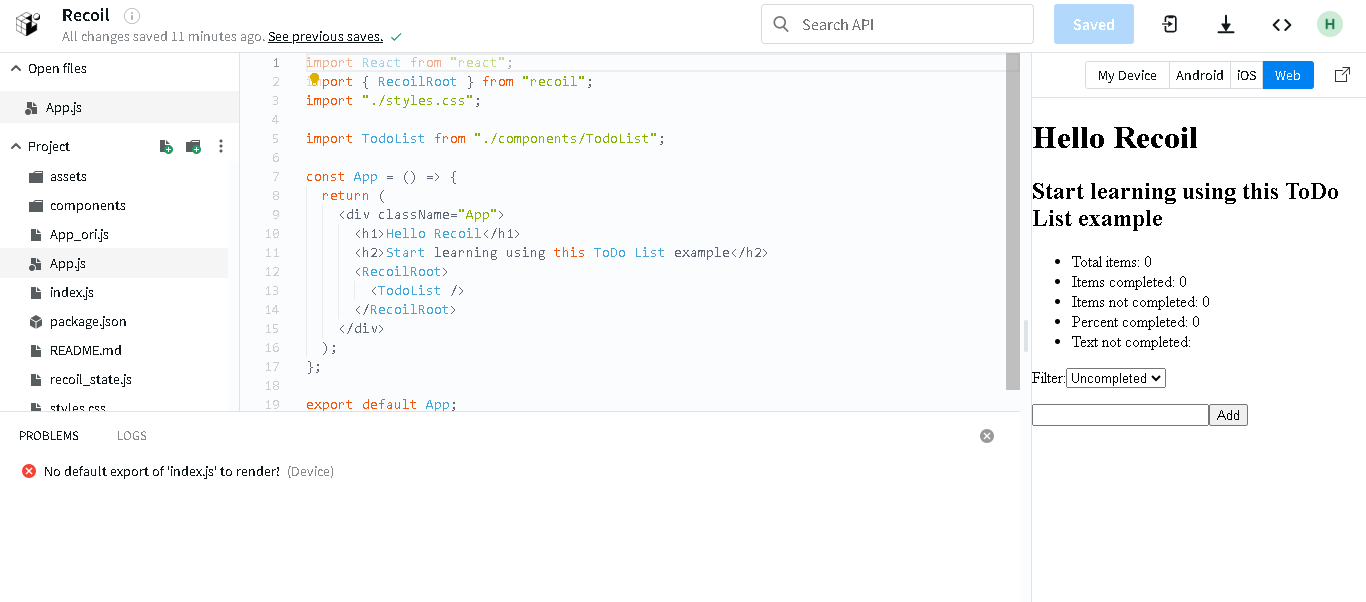 Recoil
All changes saved 11 minutes ago. See previous saves.
Search API
Saved
H
Open files
App.js
Project
assets
components
App_ori.js
App.js
index.js
package.json
README.md
recoil_state.js
styles.css
1 import React from "react";
2 import { RecoilRoot } from "recoil";
3 import "./styles.css";
4
5 import TodoList from "./components/TodoList";
6
7 const App = () => {
8 return (
9 <div className="App">
10 <h1>Hello Recoil</h1>
11 <h2>Start learning using this ToDo List example</h2>
12 <RecoilRoot>
13 <TodoList />
14 </RecoilRoot>
15 </div>
16 );
17 };
18
19 export default App;
PROBLEMS LOGS
No default export of 'index.js' to render! (Device)
My Device Android iOS Web
Hello Recoil
Start learning using this ToDo
List example
• Total items: 0
• Items completed: 0
• Items not completed: 0
• Percent completed: 0
• Text not completed:
Filter: Uncompleted
Add